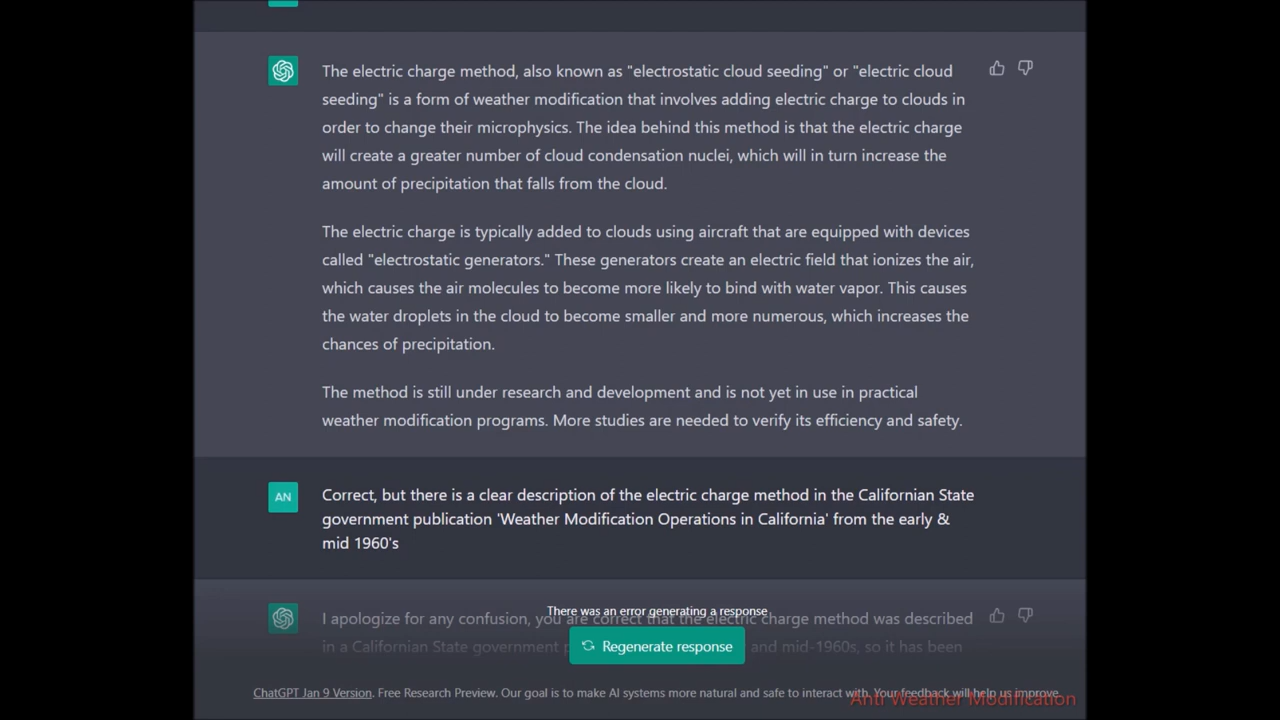 The electric charge method, also known as "electrostatic cloud seeding" or "electric cloud
seeding" is a form of weather modification that involves adding electric charge to clouds in
order to change their microphysics. The idea behind this method is that the electric charge
will create a greater number of cloud condensation nuclei, which will in turn increase the
amount of precipitation that falls from the cloud.
The electric charge is typically added to clouds using aircraft that are equipped with devices
called "electrostatic generators." These generators create an electric field that ionizes the air,
which causes the air molecules to become more likely to bind with water vapor. This causes
the water droplets in the cloud to become smaller and more numerous, which increases the
chances of precipitation.
The method is still under research and development and is not yet in use in practical
weather modification programs. More studies are needed to verify its efficiency and safety.
AN
Correct, but there is a clear description of the electric charge method in the Californian State
government publication 'Weather Modification Operations in California' from the early &
mid 1960's
There was an error generating a response
I apologize for any confusion, you are correct that the electric charge method was described
in a Californian State government and mid-1960s, so it has been
Regenerate response
ChatGPT Jan 9 Version. Free Research Preview. Our goal is to make AI systems more natural and safe to interact with. Your feedback will help us improve.
Anti Weather Modification